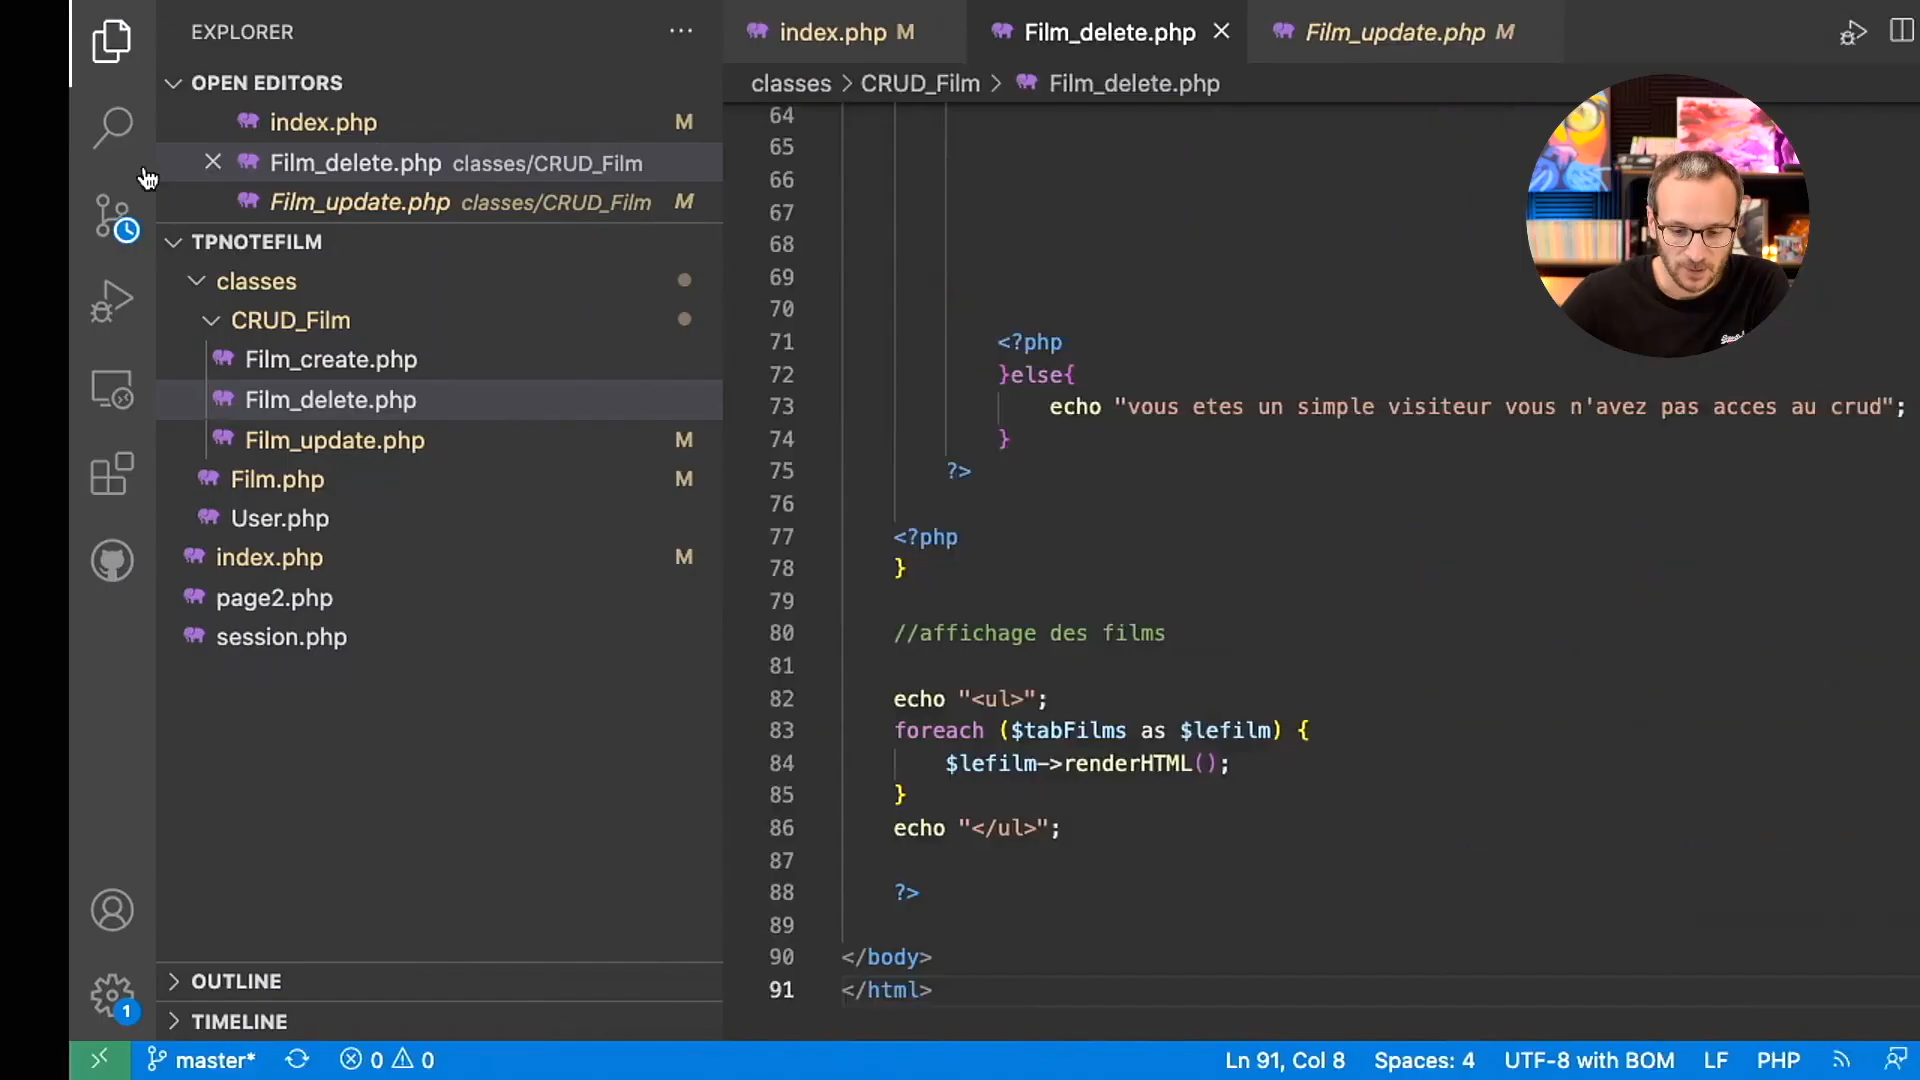 EXPLORER
OPEN EDITORS
index.php M
Film_delete.php classes/CRUD_Film
Film_update.php classes/CRUD_Film M
TPNOTEFILM
classes
CRUD_Film
Film_create.php
Film_delete.php
Film_update.php M
Film.php M
User.php
index.php M
page2.php
session.php
OUTLINE
TIMELINE
index.php M
Film_delete.php
Film_update.php M
classes > CRUD_Film > Film_delete.php
64
65
66
67
68
69
70
71 <?php
72 }else{
73 echo "vous etes un simple visiteur vous n'avez pas acces au crud";
74 }
75 ?>
76
77 <?php
78 }
79
80 //affichage des films
81
82 echo "<ul>";
83 foreach ($tabFilms as $lefilm) {
84 $lefilm->renderHTML();
85 }
86 echo "</ul>";
87
88 ?>
89
90 </body>
91 </html>
1
master* 0 0 Ln 91, Col 8 Spaces: 4 UTF-8 with BOM LF PHP